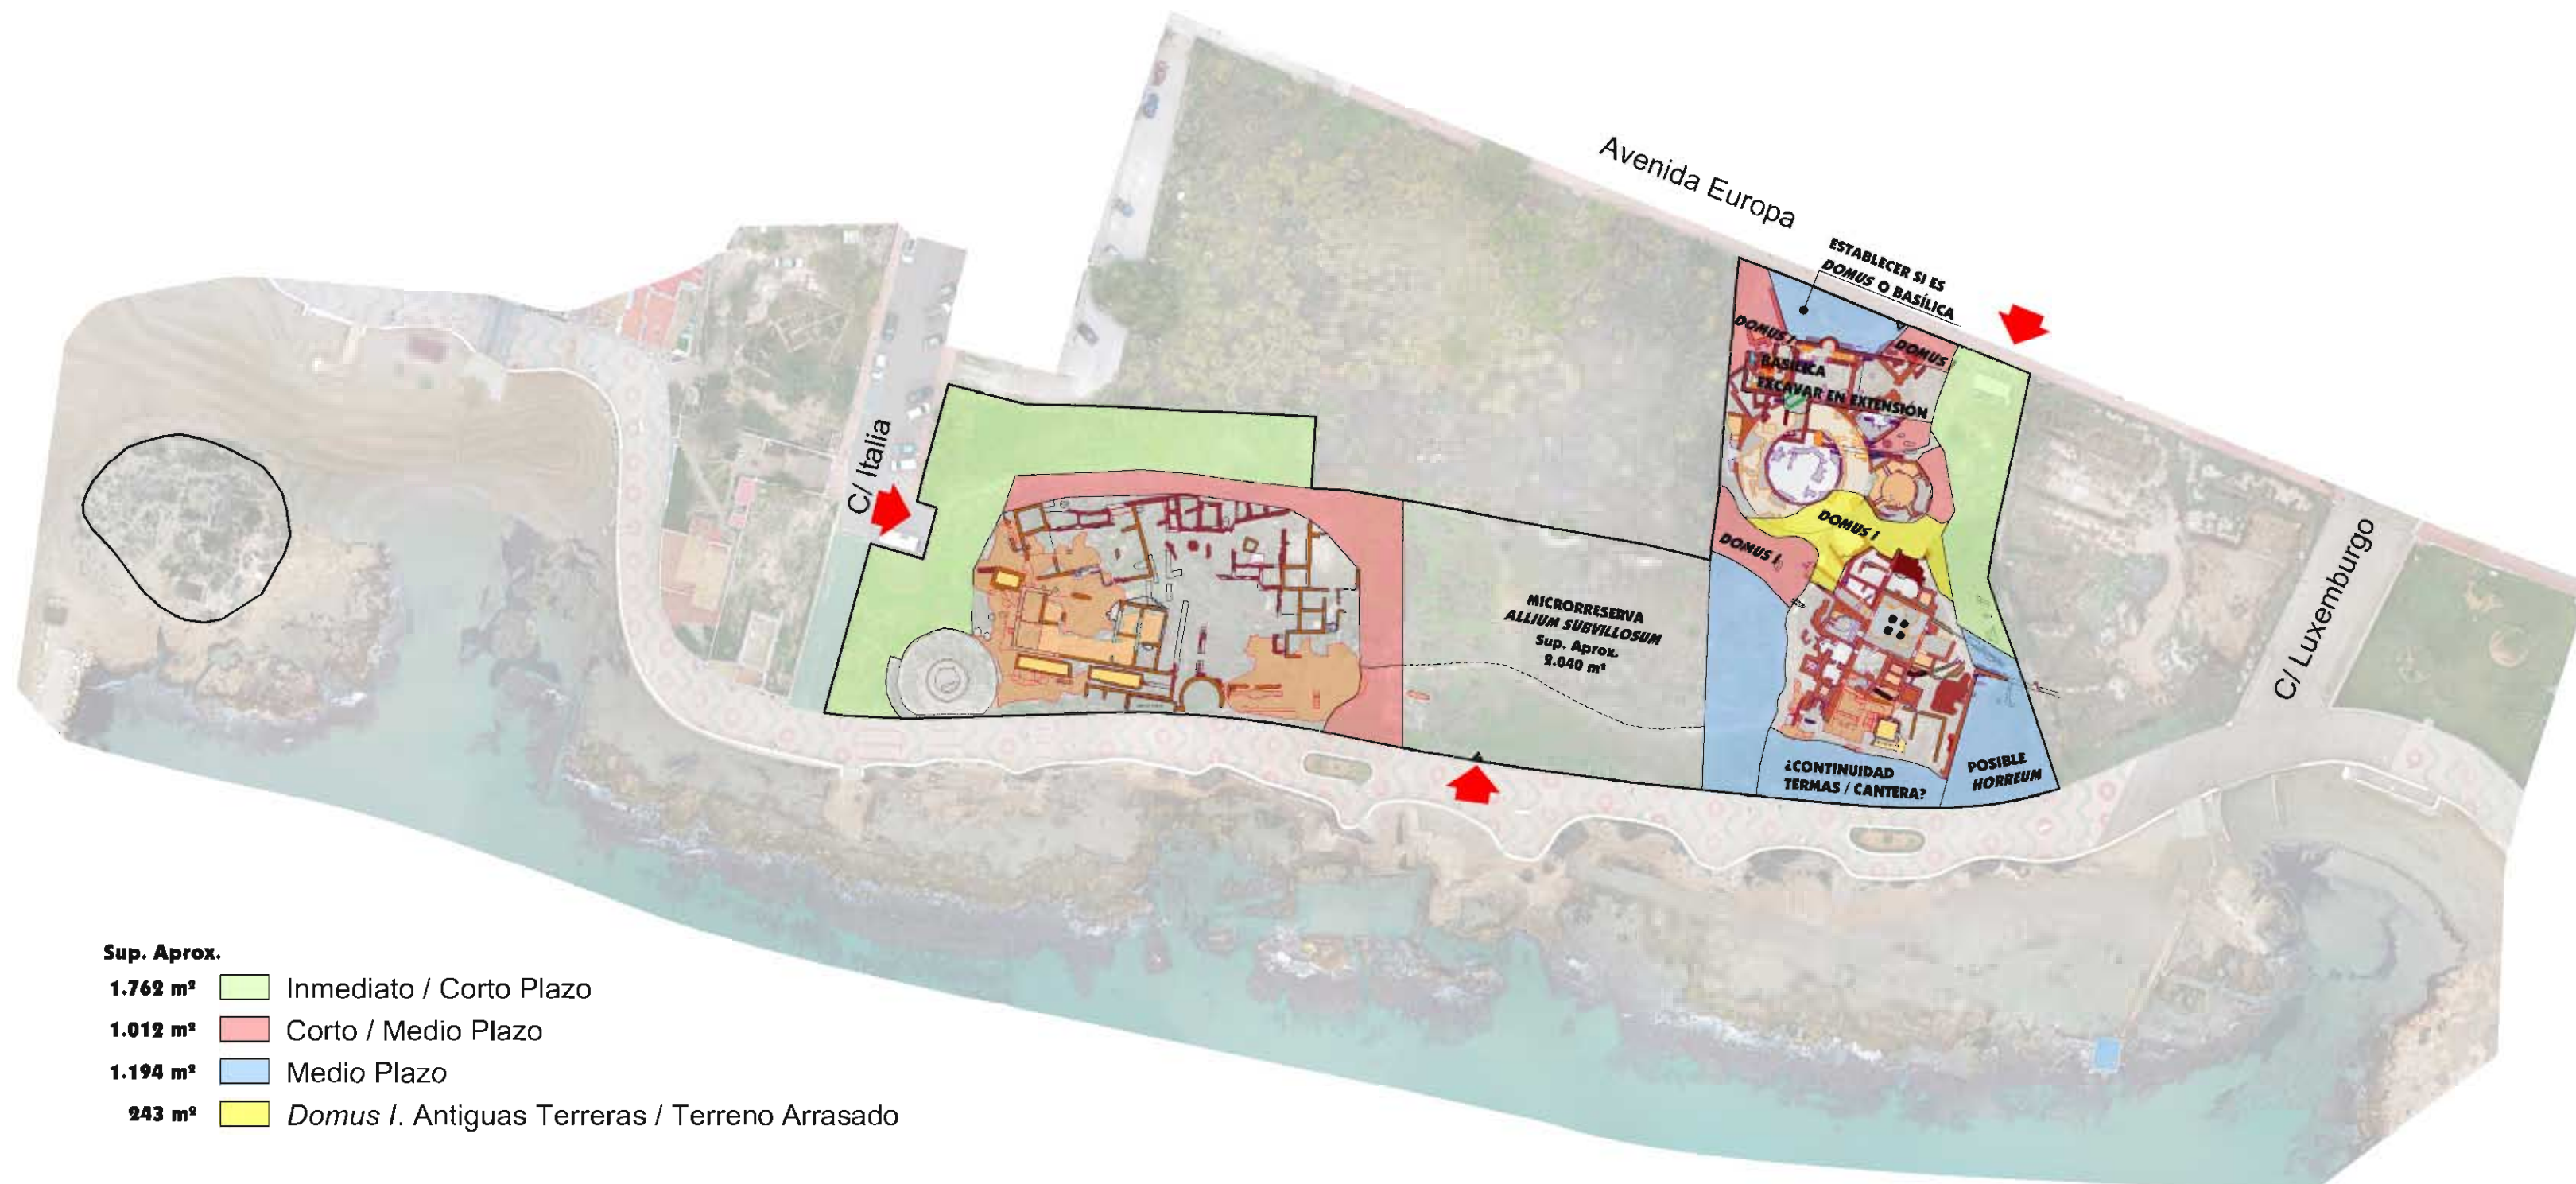 Avenida Europa
ESTABLECER SI ES
DOMUS O BASÍLICA
DOMUS I.
DOMUS
BASÍLICA
EXCAVAR EN EXTENSIÓN
C/ Italia
DOMUS I
DOMUS I.
C/ Luxemburgo
MICRORRESERVA
ALLIUM SUBVILLOSUM
Sup. Aprox.
2.040 m²
¿CONTINUIDAD
TERMAS / CANTERA?
POSIBLE
HORREUM
Sup. Aprox.
1.762 m² Inmediato / Corto Plazo
1.012 m² Corto / Medio Plazo
1.194 m² Medio Plazo
243 m² Domus I. Antiguas Terreras / Terreno Arrasado